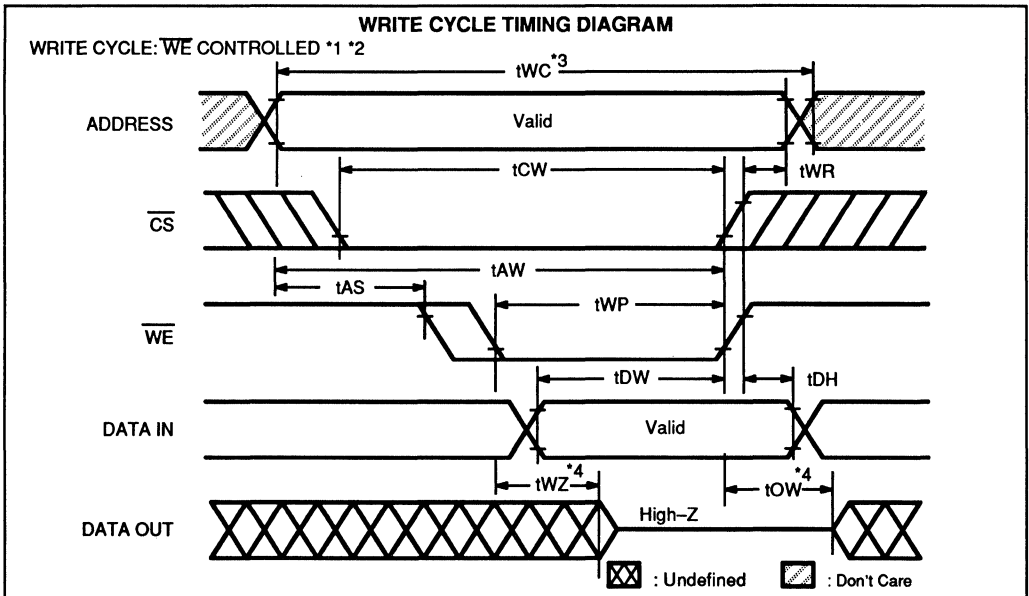 WRITE CYCLE TIMING DIAGRAM
WRITE CYCLE: WE CONTROLLED *1 *2
tWC*3
ADDRESS
Valid
tCW
tWR
CS
tAW
tAS
tWP
WE
tDW
tDH
DATA IN
Valid
tWZ*4
tOW*4
DATA OUT
High–Z
: Undefined
: Don't Care